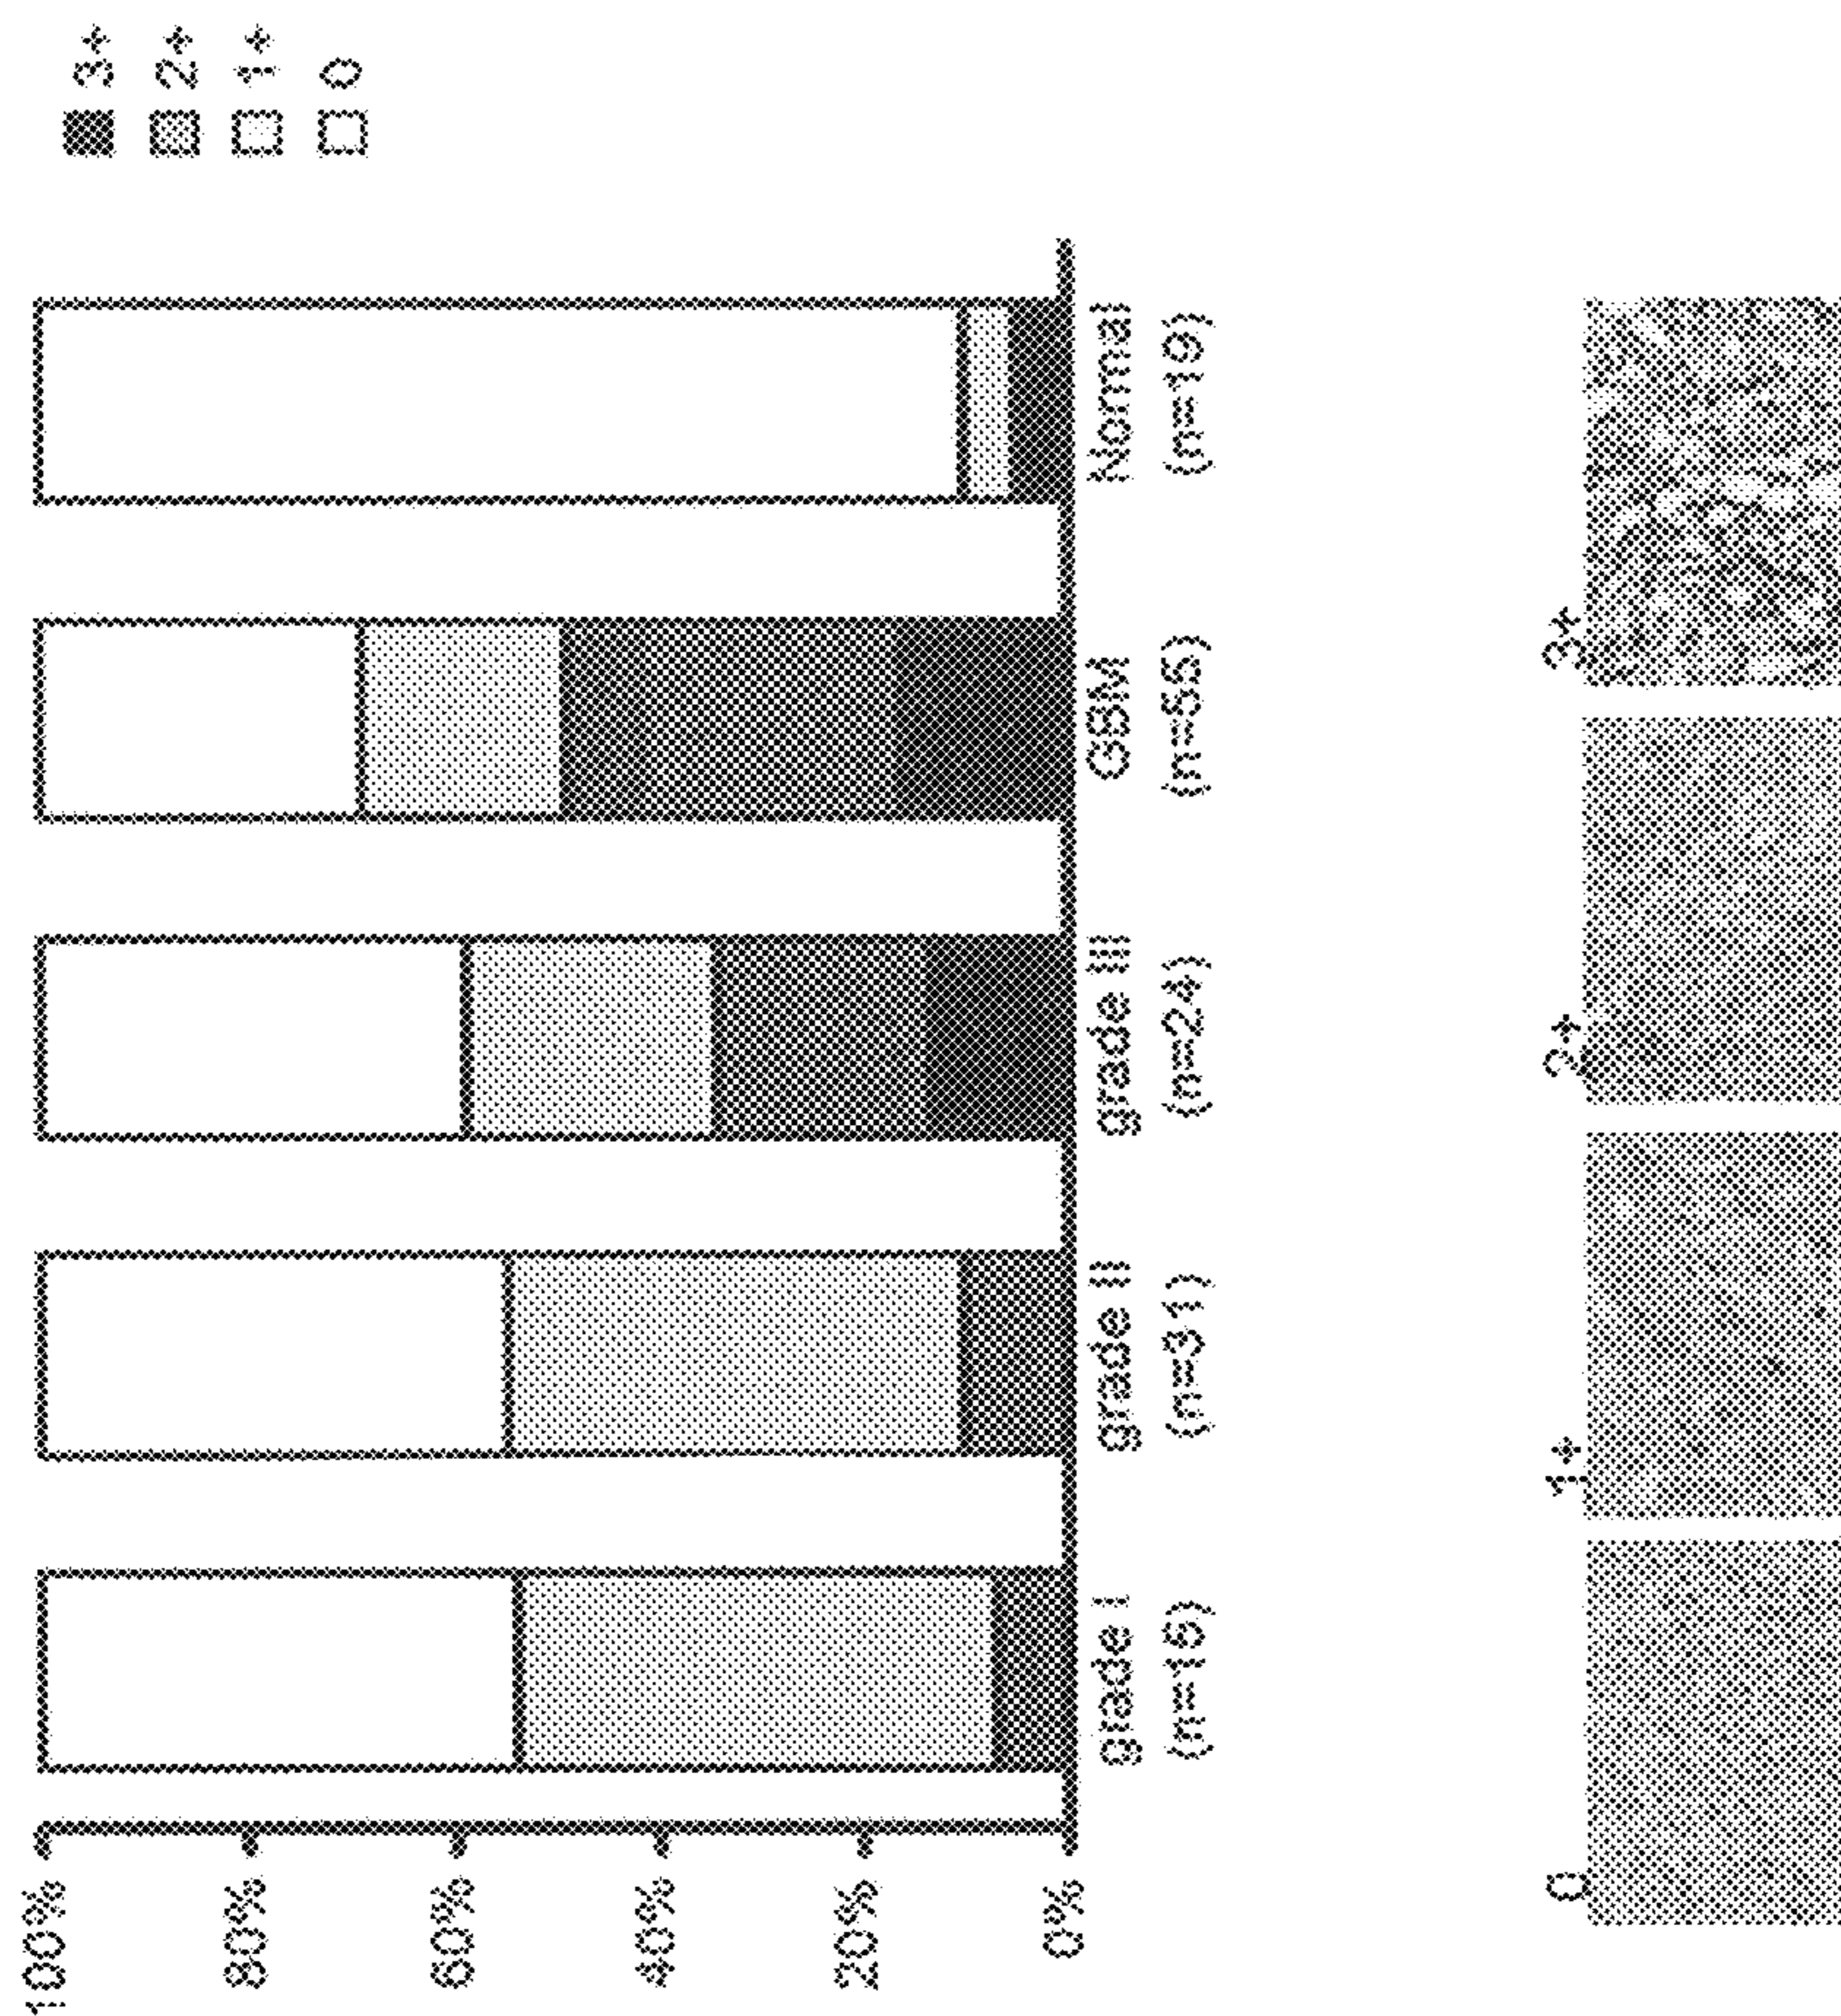 3+
2+
1+
0
100%
80%
60%
40%
20%
0%
grade I
(n=16)
grade II
(n=31)
grade III
(n=24)
GBM
(n=55)
Normal
(n=19)
0
1+
2+
3+